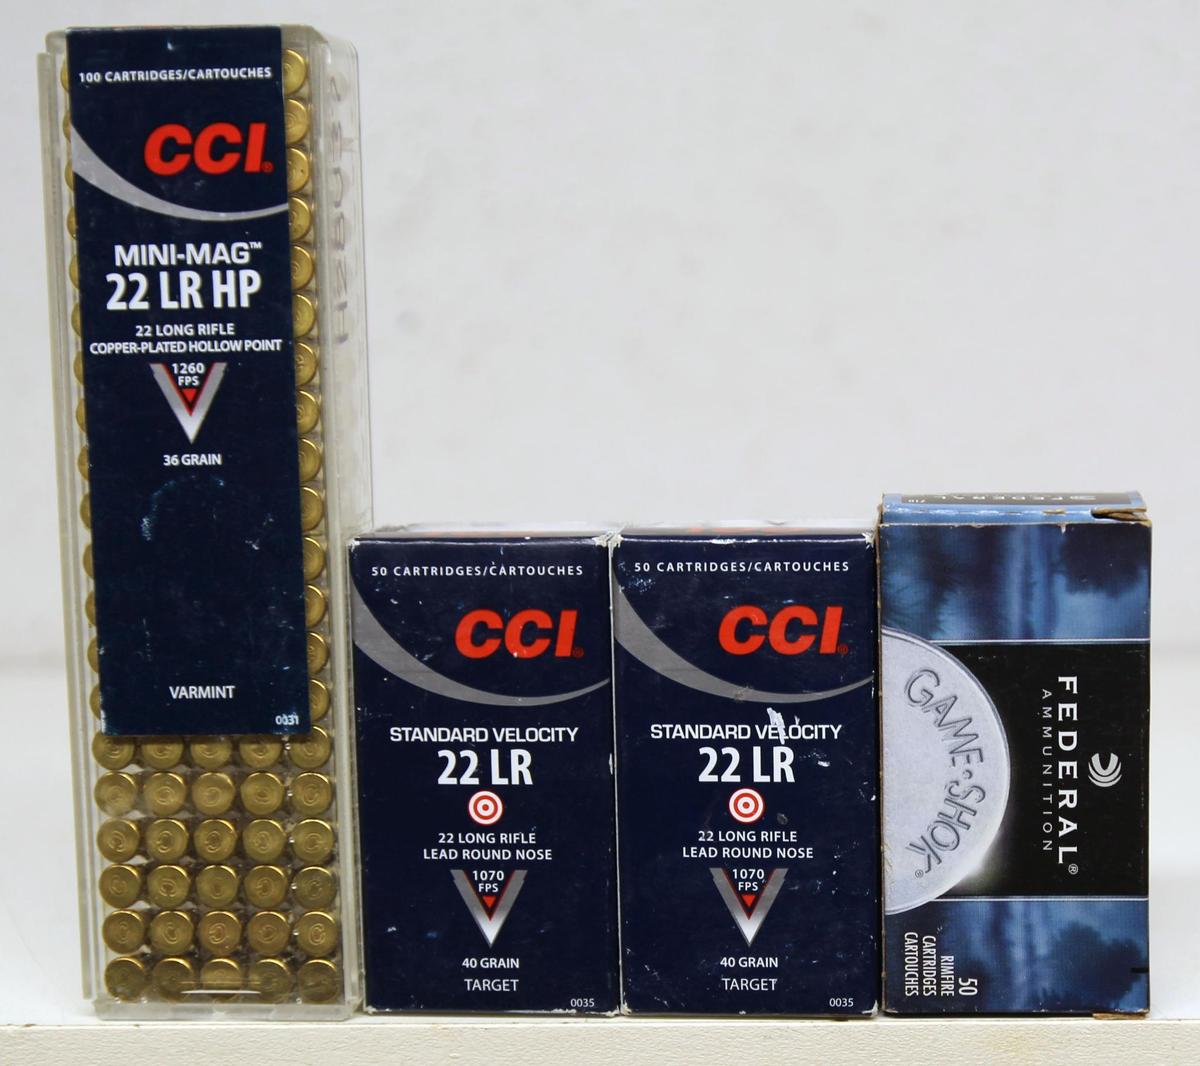 100 CARTRIDGES/CARTOUCHES
CCI®
MINI-MAG™
22 LR HP
22 LONG RIFLE
COPPER-PLATED HOLLOW POINT
1260
FPS
36 GRAIN
VARMINT
0031
50 CARTRIDGES/CARTOUCHES
CCI®
STANDARD VELOCITY
22 LR
22 LONG RIFLE
LEAD ROUND NOSE
1070
FPS
40 GRAIN
TARGET
0035
50 CARTRIDGES/CARTOUCHES
CCI®
STANDARD VELOCITY
22 LR
22 LONG RIFLE
LEAD ROUND NOSE
1070
FPS
40 GRAIN
TARGET
0035
FEDERAL
710
FEDERAL®
AMMUNITION
GAME•SHOK®
50
RIMFIRE
CARTRIDGES
CARTOUCHES